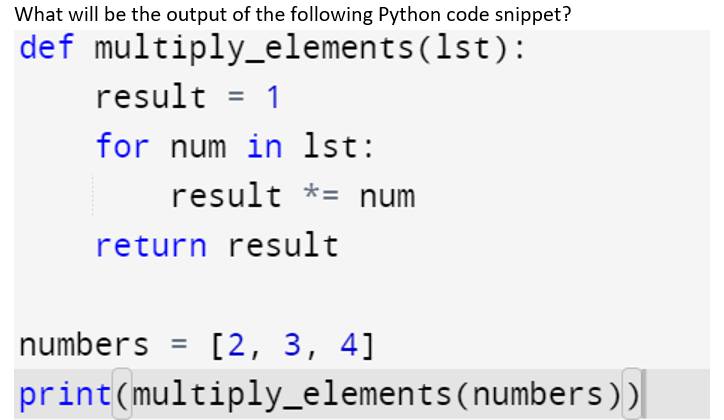 What will be the output of the following Python code snippet?
def multiply_elements(lst):
    result = 1
    for num in lst:
        result *= num
    return result
numbers = [2, 3, 4]
print(multiply_elements(numbers))